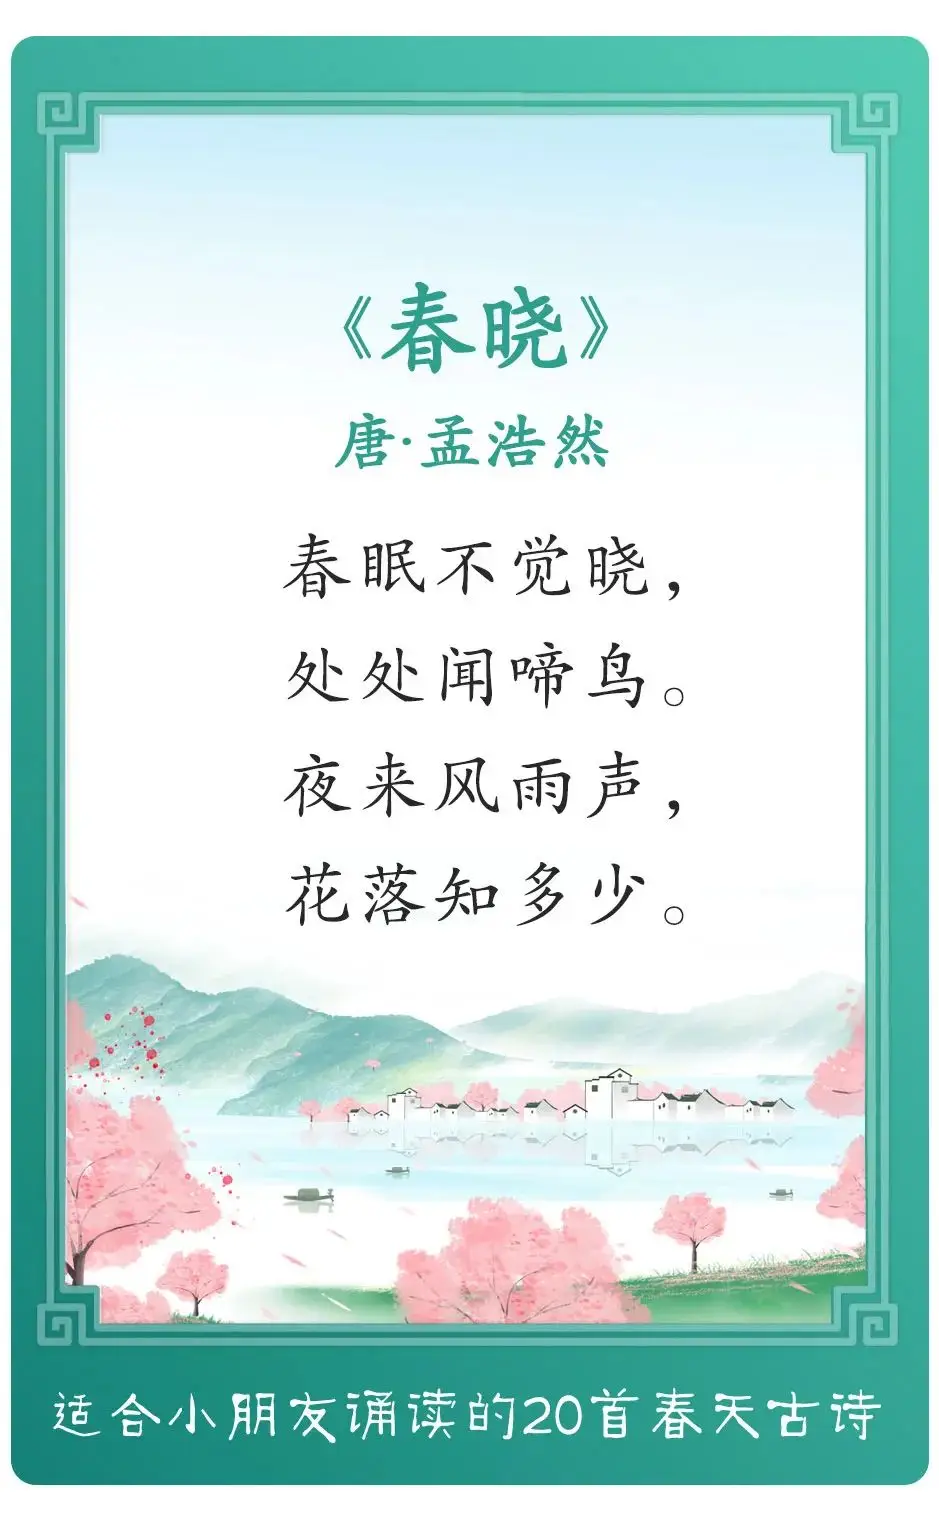 《春晓》
唐·孟浩然
春眠不觉晓，
处处闻啼鸟。
夜来风雨声，
花落知多少。
适合小朋友诵读的20首春天古诗